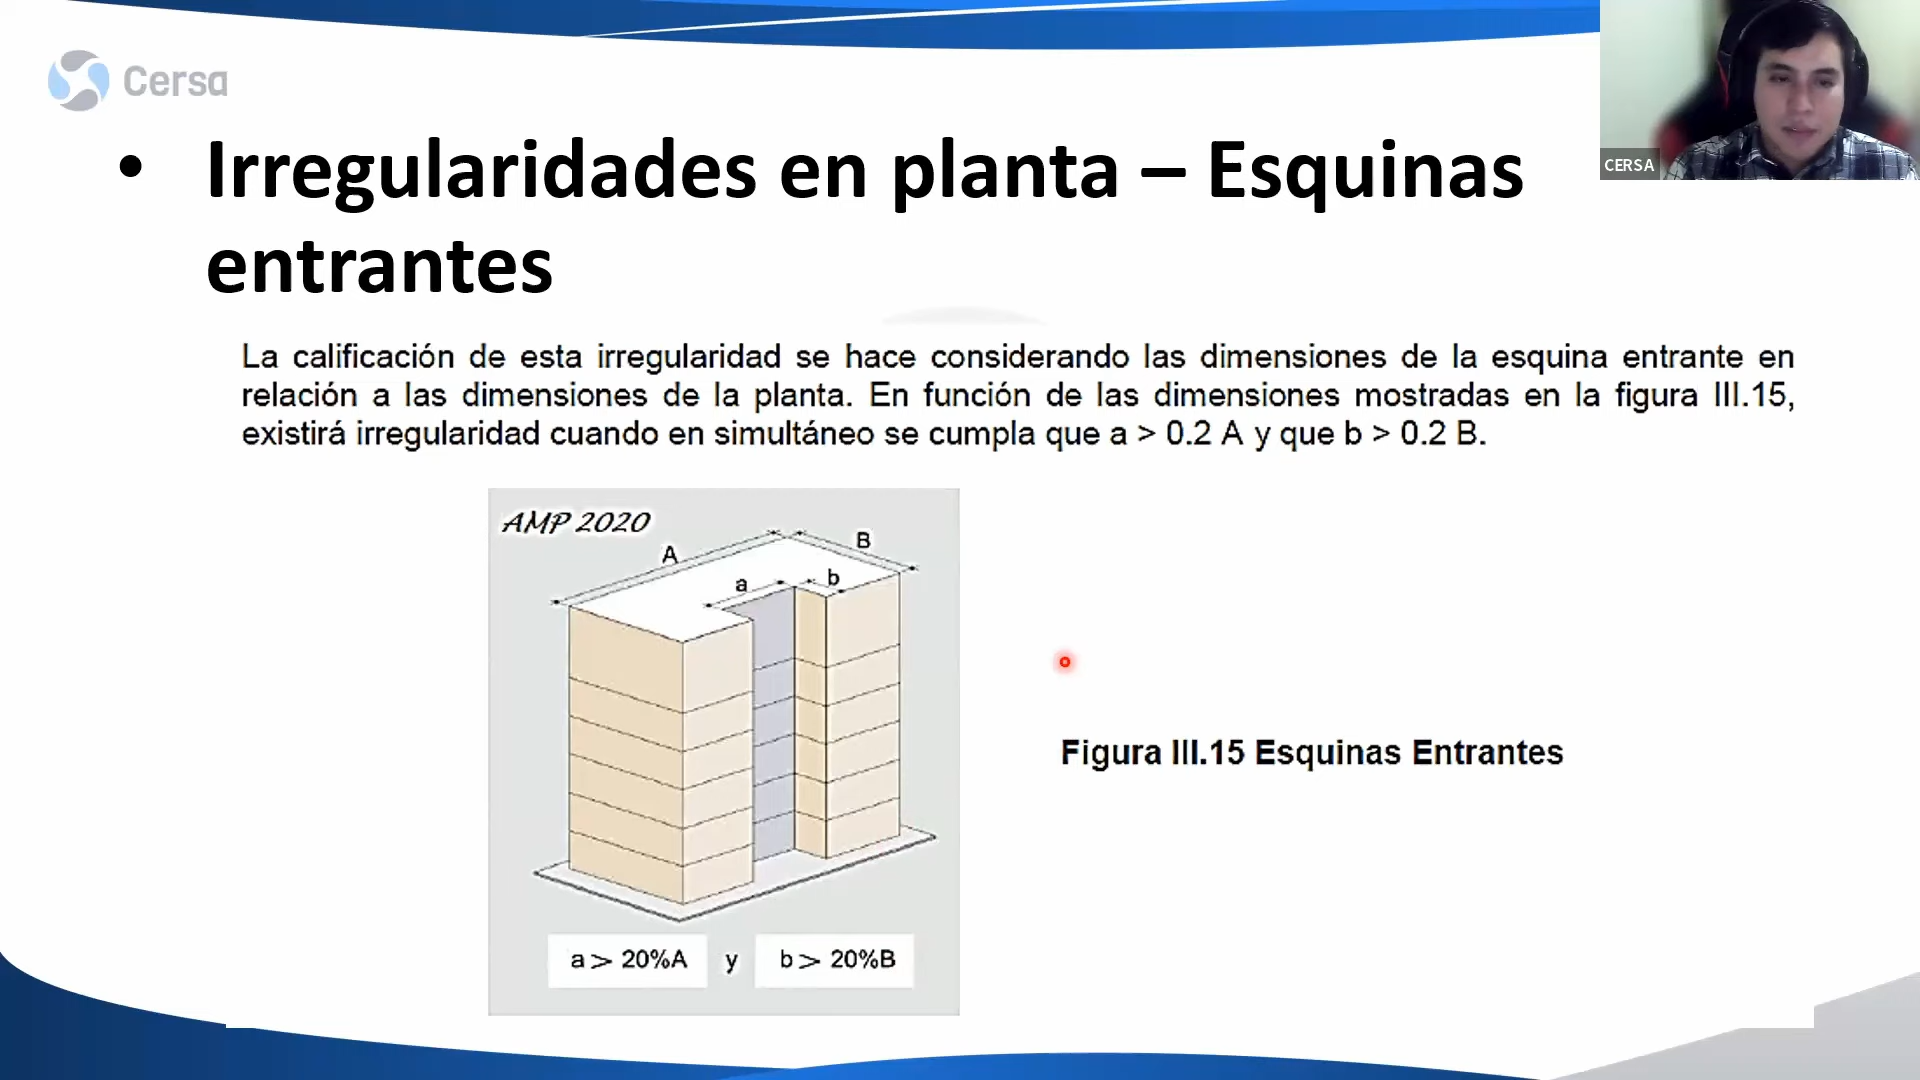 Cersa
• Irregularidades en planta – Esquinas
entrantes
CERSA
La calificación de esta irregularidad se hace considerando las dimensiones de la esquina entrante en
relación a las dimensiones de la planta. En función de las dimensiones mostradas en la figura III.15,
existirá irregularidad cuando en simultáneo se cumpla que a > 0.2 A y que b > 0.2 B.
AMP 2020
A
B
a
b
Figura III.15 Esquinas Entrantes
a > 20%A y b > 20%B